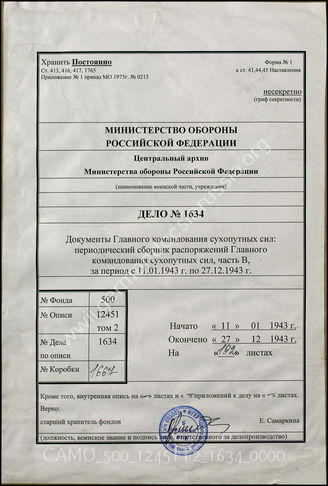 Хранить Постоянно
Форма № 1
Ст. 413, 416, 417, 1765
к ст. 41,44,45 Наставления
Приложение № 1 приказ МО 1975г. № 0215
несекретно
(гриф секретности)
МИНИСТЕРСТВО ОБОРОНЫ
РОССИЙСКОЙ ФЕДЕРАЦИИ
Центральный архив
Министерства обороны Российской Федерации
(наименование воинской части, учреждения)
ДЕЛО № 1634
Документы Главного командования сухопутных сил:
периодический сборник распоряжений Главного
командования сухопутных сил, часть В,
за период с 11.01.1943 г. по 27.12.1943 г.
№ Фонда 500
№ Описи 12451
том 2
№ Дела 1634
по описи
№ Коробки
Начато « 11 » 01 1943 г.
Окончено « 27 » 12 1943 г.
На листах
Кроме того, внутренняя опись на листах и приложений к делу на листах.
Верно:
старший хранитель фондов
Е. Самаркина
(должность, воинское звание и подпись лица, ответственного за делопроизводство)
CAMO_500_12451_2_1634_0000